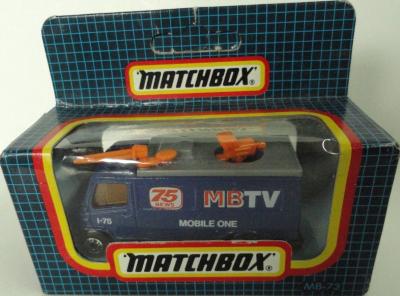 MATCHBOX®
75 NEWS
MBTV
I-75
MOBILE ONE
MATCHBOX®
MB-73